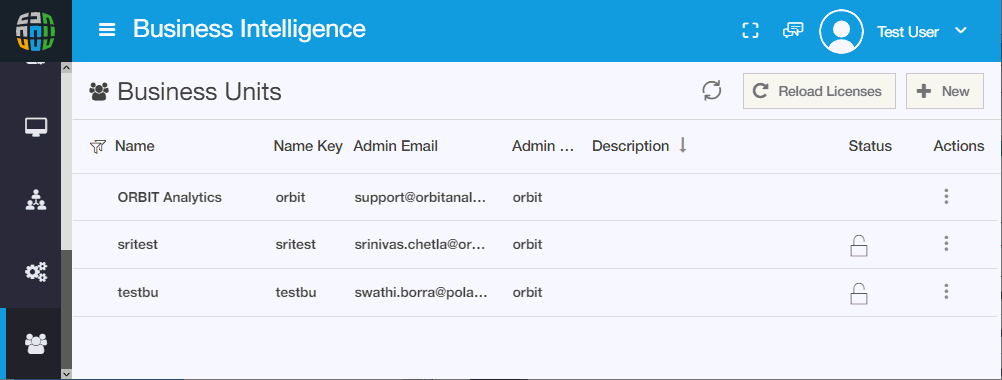 Business Intelligence
Test User
Business Units
Reload Licenses
New
Name Name Key Admin Email Admin ... Description Status Actions
ORBIT Analytics orbit support@orbitanal... orbit
sritest sritest srinivas.chetla@or... orbit
testbu testbu swathi.borra@pola... orbit